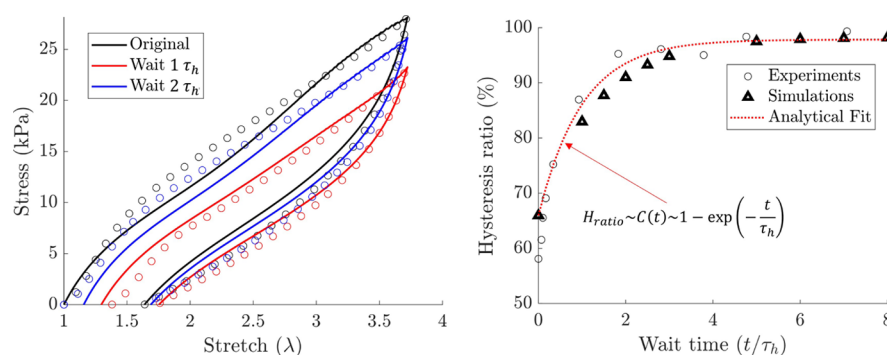 25
20
15
10
5
0
Stress (kPa)
Original
Wait 1 τh
Wait 2 τh
1
1.5
2
2.5
3
3.5
4
Stretch (λ)
100
90
80
70
60
50
Hysteresis ratio (%)
Experiments
Simulations
Analytical Fit
H_ratio~C(t)~1 − exp(−t/τh)
0
2
4
6
8
Wait time (t/τh)